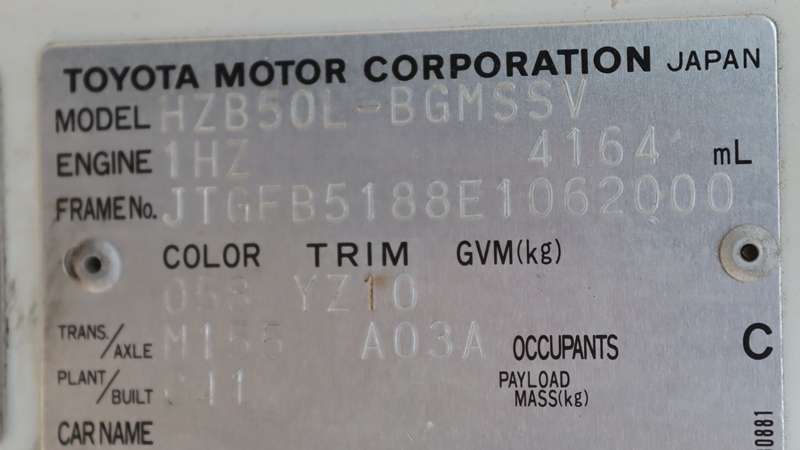 TOYOTA MOTOR CORPORATION JAPAN
MODEL HZB50L-BGMSSV
ENGINE 1HZ 4164 mL
FRAME No. JTGFB5188E1062000
COLOR TRIM GVM(kg)
058 YZ10
TRANS./AXLE M155 A03A OCCUPANTS C
PLANT/BUILT PAYLOAD MASS(kg)
CAR NAME